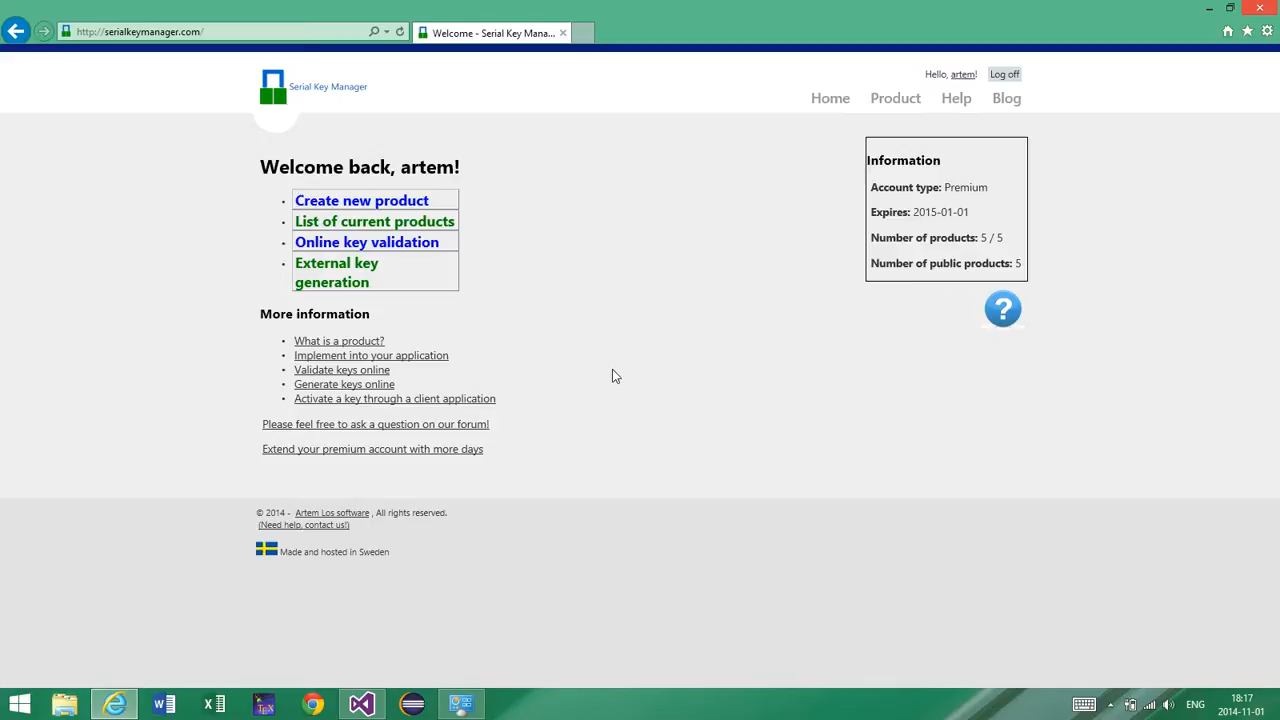 http://serialkeymanager.com/
Welcome - Serial Key Mana...
Serial Key Manager
Hello, artem!
Log off
Home
Product
Help
Blog
Welcome back, artem!
Create new product
List of current products
Online key validation
External key
generation
More information
What is a product?
Implement into your application
Validate keys online
Generate keys online
Activate a key through a client application
Please feel free to ask a question on our forum!
Extend your premium account with more days
Information
Account type: Premium
Expires: 2015-01-01
Number of products: 5 / 5
Number of public products: 5
?
© 2014 - Artem Los software , All rights reserved.
(Need help, contact us!)
Made and hosted in Sweden
ENG
18:17
2014-11-01